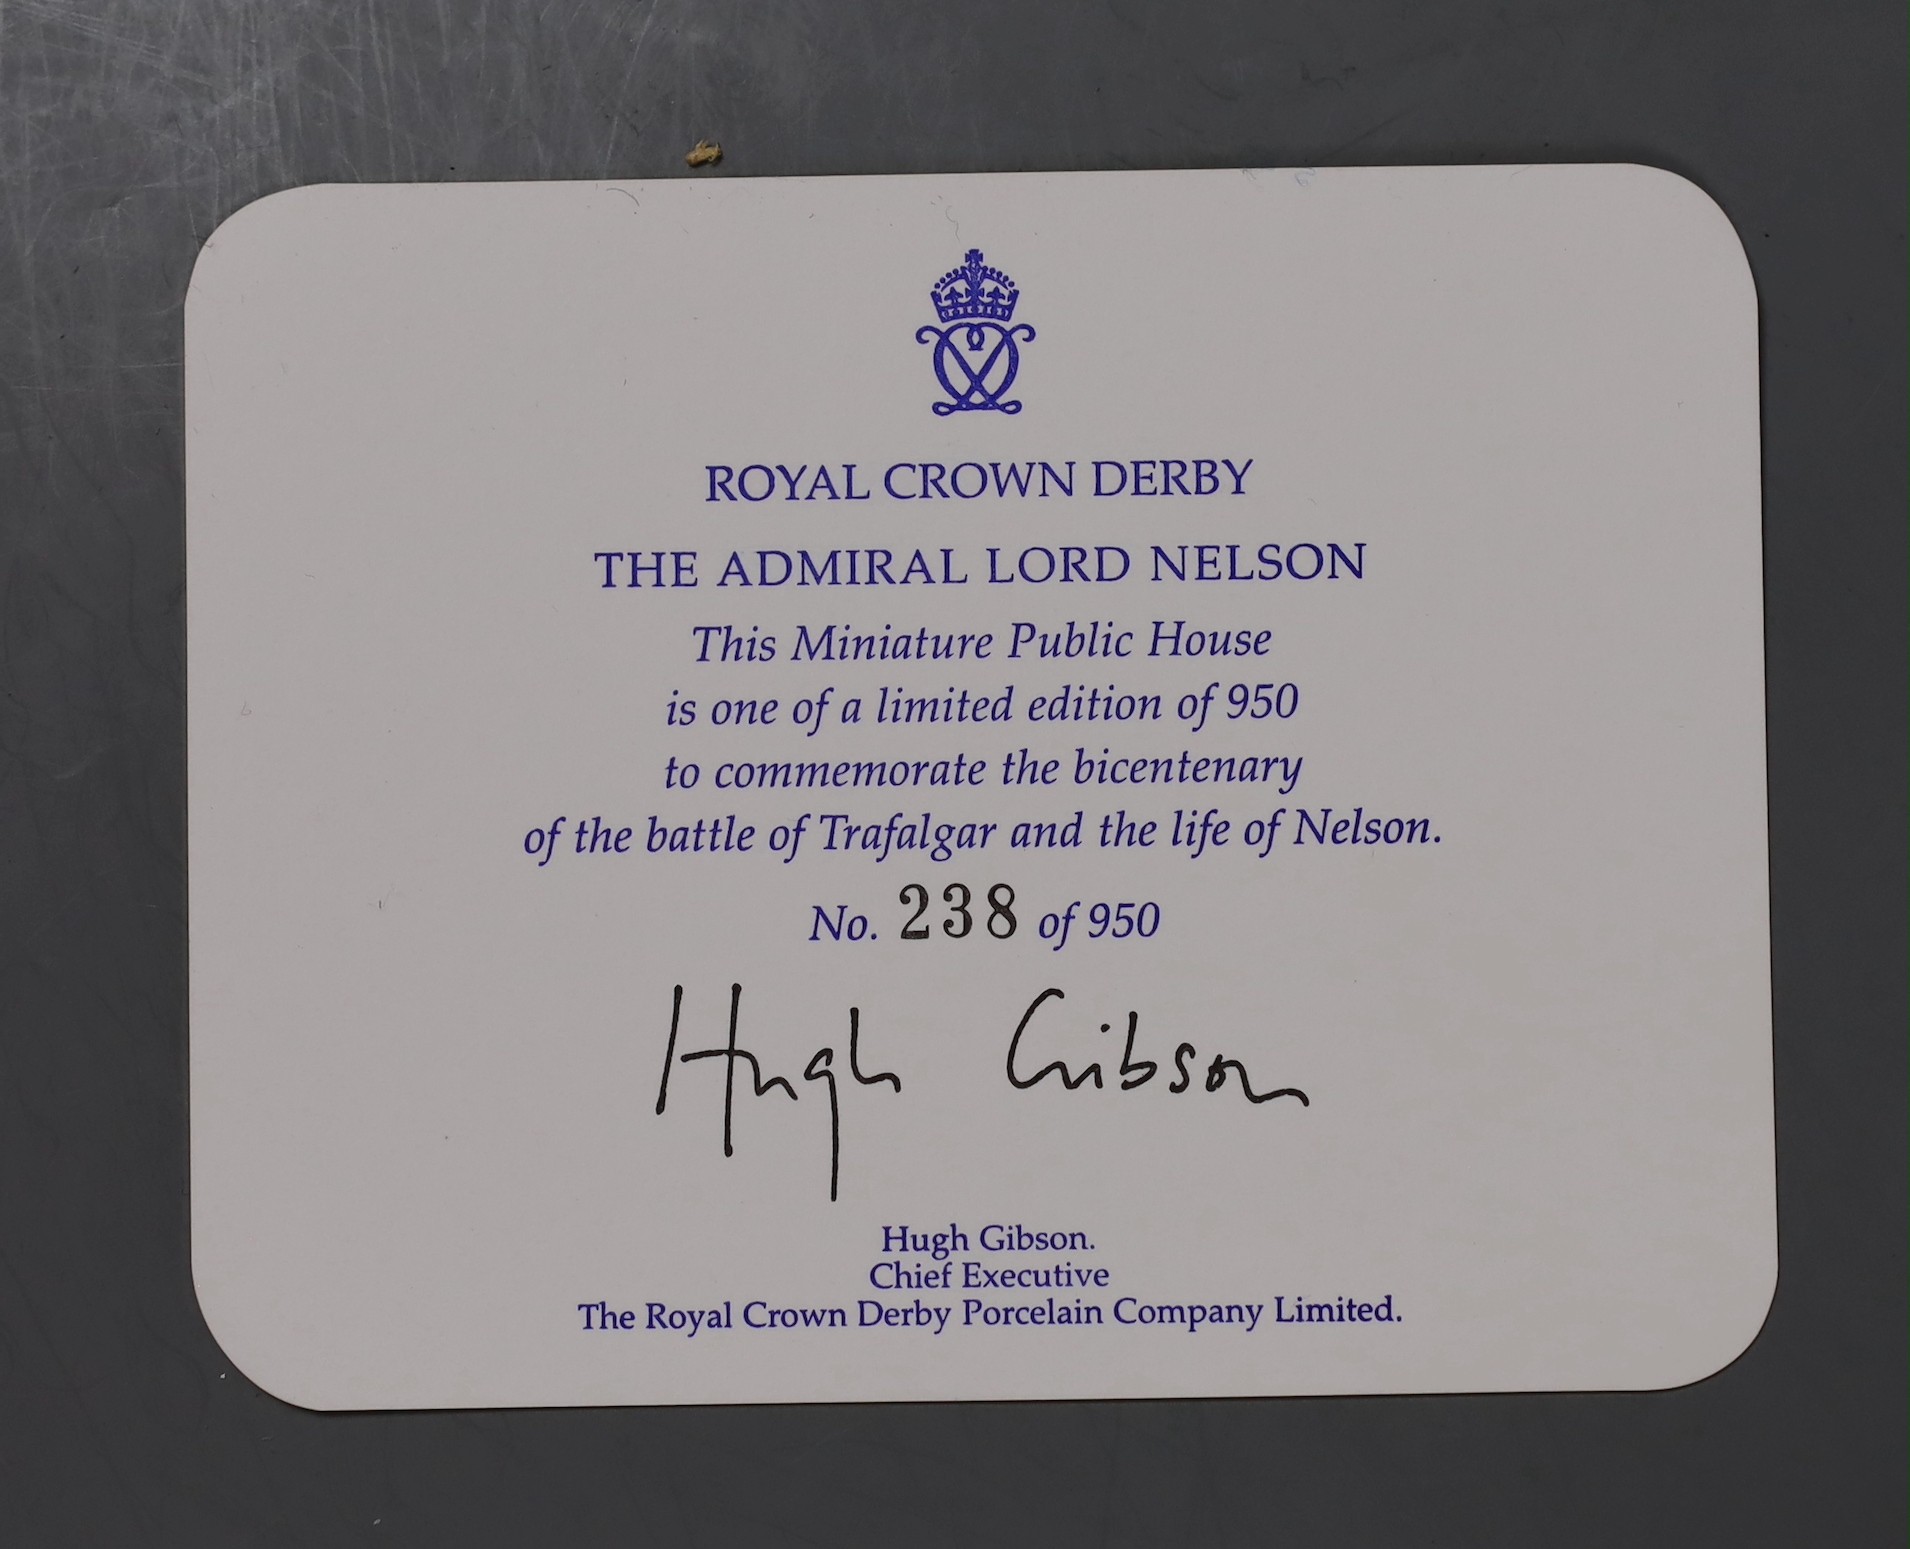 ROYAL CROWN DERBY
THE ADMIRAL LORD NELSON
This Miniature Public House
is one of a limited edition of 950
to commemorate the bicentenary
of the battle of Trafalgar and the life of Nelson.
No. 238 of 950
Hugh Gibson
Hugh Gibson.
Chief Executive
The Royal Crown Derby Porcelain Company Limited.